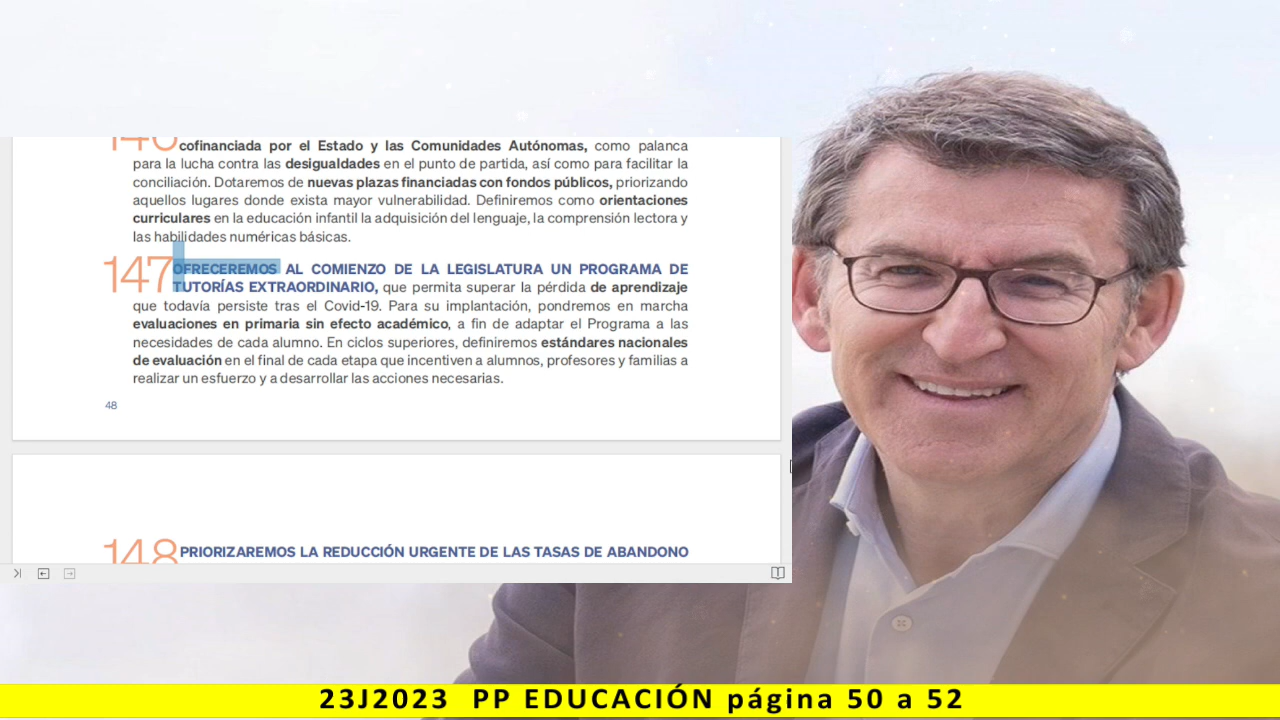 146 cofinanciada por el Estado y las Comunidades Autónomas, como palanca
para la lucha contra las desigualdades en el punto de partida, así como para facilitar la
conciliación. Dotaremos de nuevas plazas financiadas con fondos públicos, priorizando
aquellos lugares donde exista mayor vulnerabilidad. Definiremos como orientaciones
curriculares en la educación infantil la adquisición del lenguaje, la comprensión lectora y
las habilidades numéricas básicas.
147 OFRECEREMOS AL COMIENZO DE LA LEGISLATURA UN PROGRAMA DE
TUTORÍAS EXTRAORDINARIO, que permita superar la pérdida de aprendizaje
que todavía persiste tras el Covid-19. Para su implantación, pondremos en marcha
evaluaciones en primaria sin efecto académico, a fin de adaptar el Programa a las
necesidades de cada alumno. En ciclos superiores, definiremos estándares nacionales
de evaluación en el final de cada etapa que incentiven a alumnos, profesores y familias a
realizar un esfuerzo y a desarrollar las acciones necesarias.
48
148 PRIORIZAREMOS LA REDUCCIÓN URGENTE DE LAS TASAS DE ABANDONO
23J2023 PP EDUCACIÓN página 50 a 52